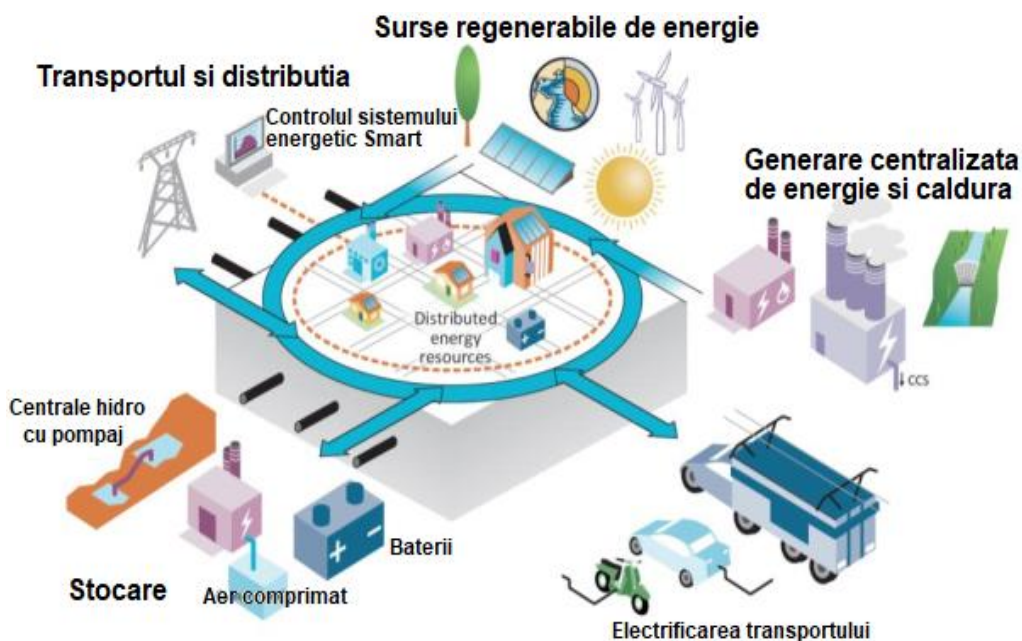 Surse regenerabile de energie
Transportul si distributia
Controlul sistemului
energetic Smart
Generare centralizata
de energie si caldura
Distributed
energy
resources
CCS
Centrale hidro
cu pompaj
Baterii
Stocare
Aer comprimat
Electrificarea transportului